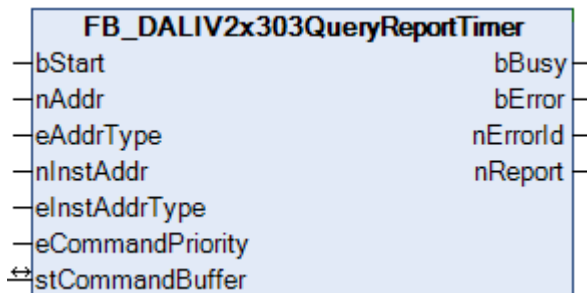 FB_DALIV2x303QueryReportTimer
bStart bBusy
nAddr bError
eAddrType nErrorId
nInstAddr nReport
eInstAddrType
eCommandPriority
stCommandBuffer